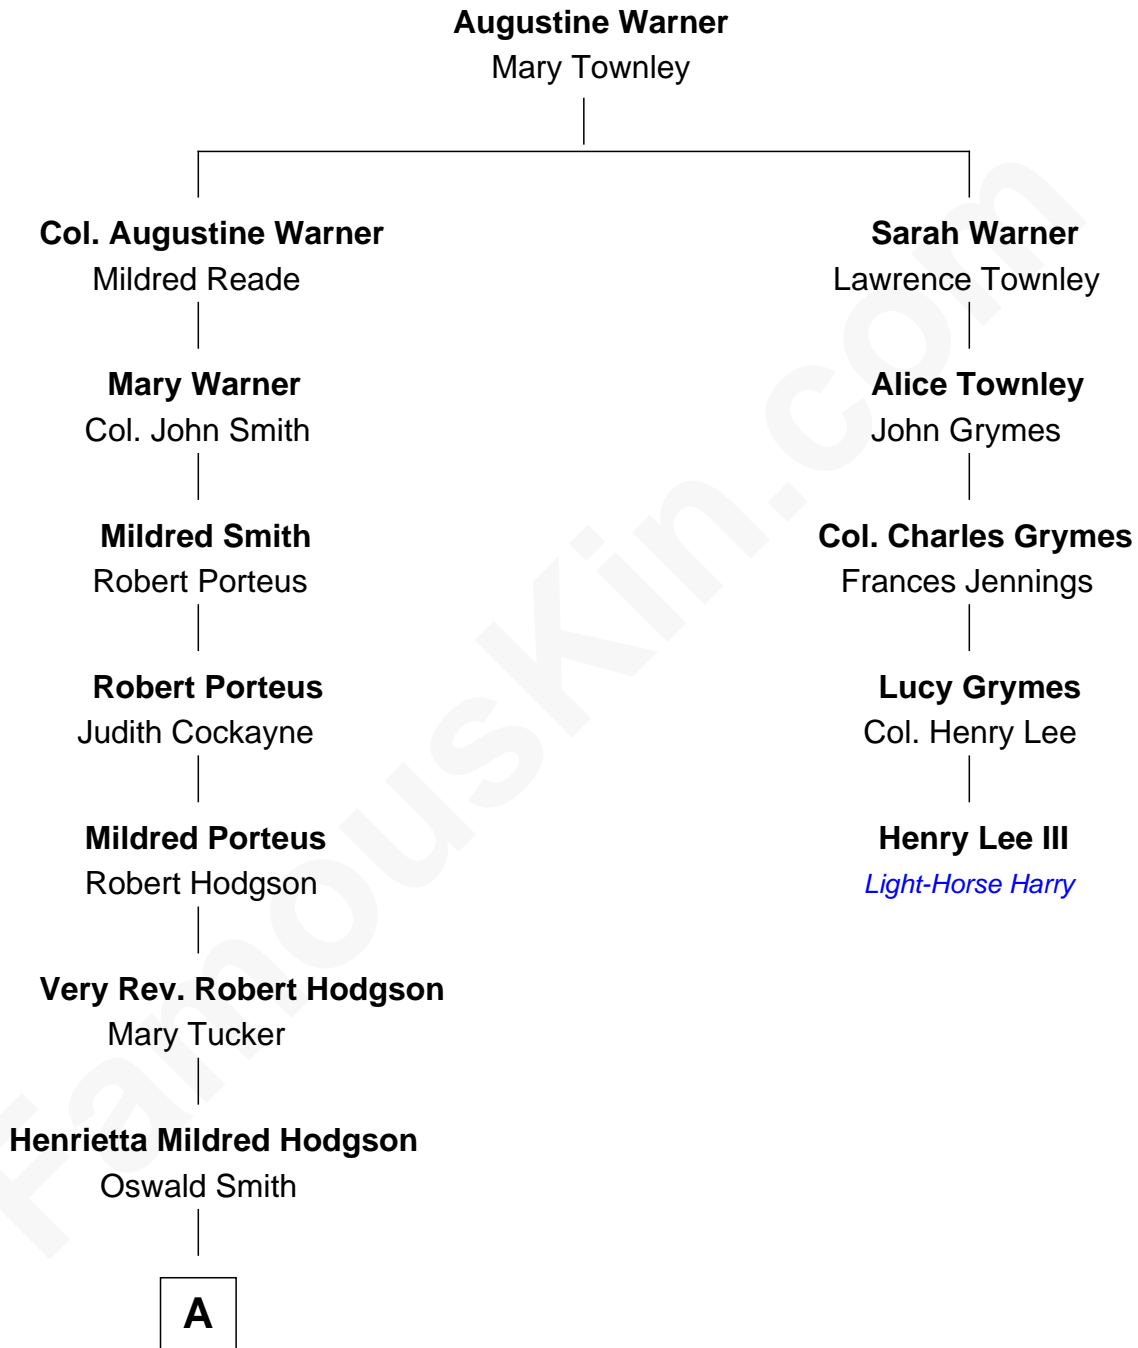 Augustine Warner
Mary Townley
Col. Augustine Warner
Mildred Reade
Sarah Warner
Lawrence Townley
Mary Warner
Col. John Smith
Alice Townley
John Grymes
Mildred Smith
Robert Porteus
Col. Charles Grymes
Frances Jennings
Robert Porteus
Judith Cockayne
Lucy Grymes
Col. Henry Lee
Mildred Porteus
Robert Hodgson
Henry Lee III
Light-Horse Harry
Very Rev. Robert Hodgson
Mary Tucker
Henrietta Mildred Hodgson
Oswald Smith
A
FamousKin.com